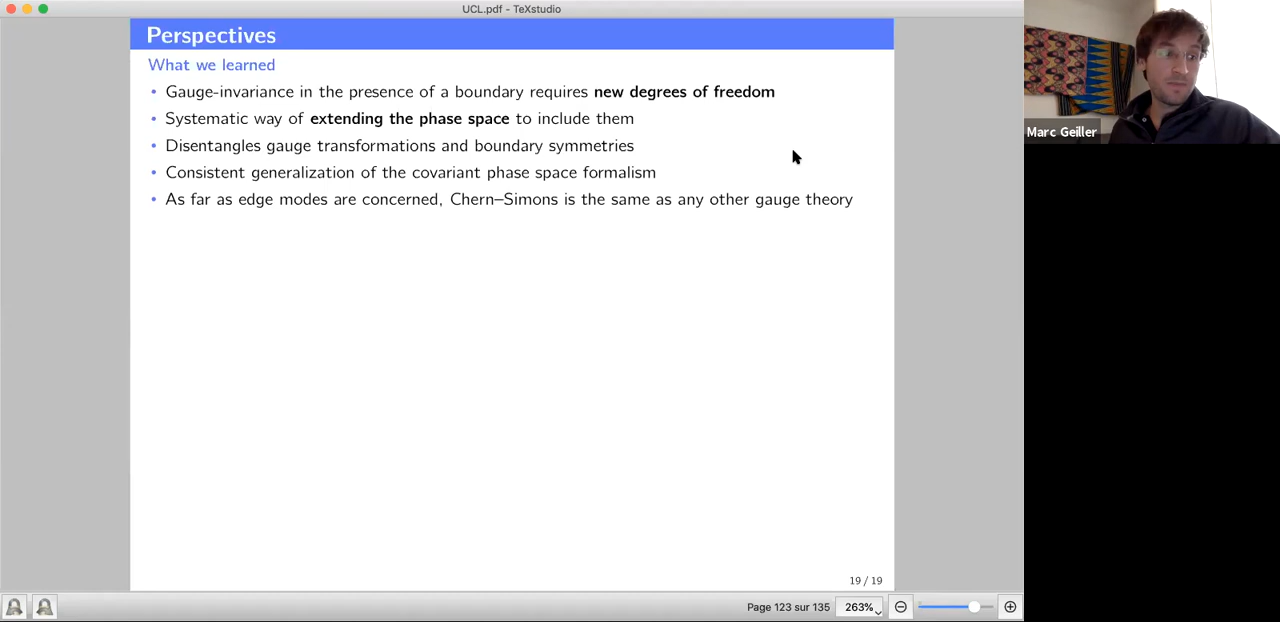 UCL.pdf - TeXstudio
Perspectives
What we learned
• Gauge-invariance in the presence of a boundary requires new degrees of freedom
• Systematic way of extending the phase space to include them
• Disentangles gauge transformations and boundary symmetries
• Consistent generalization of the covariant phase space formalism
• As far as edge modes are concerned, Chern–Simons is the same as any other gauge theory
19 / 19
Page 123 sur 135 263%
Marc Geiller